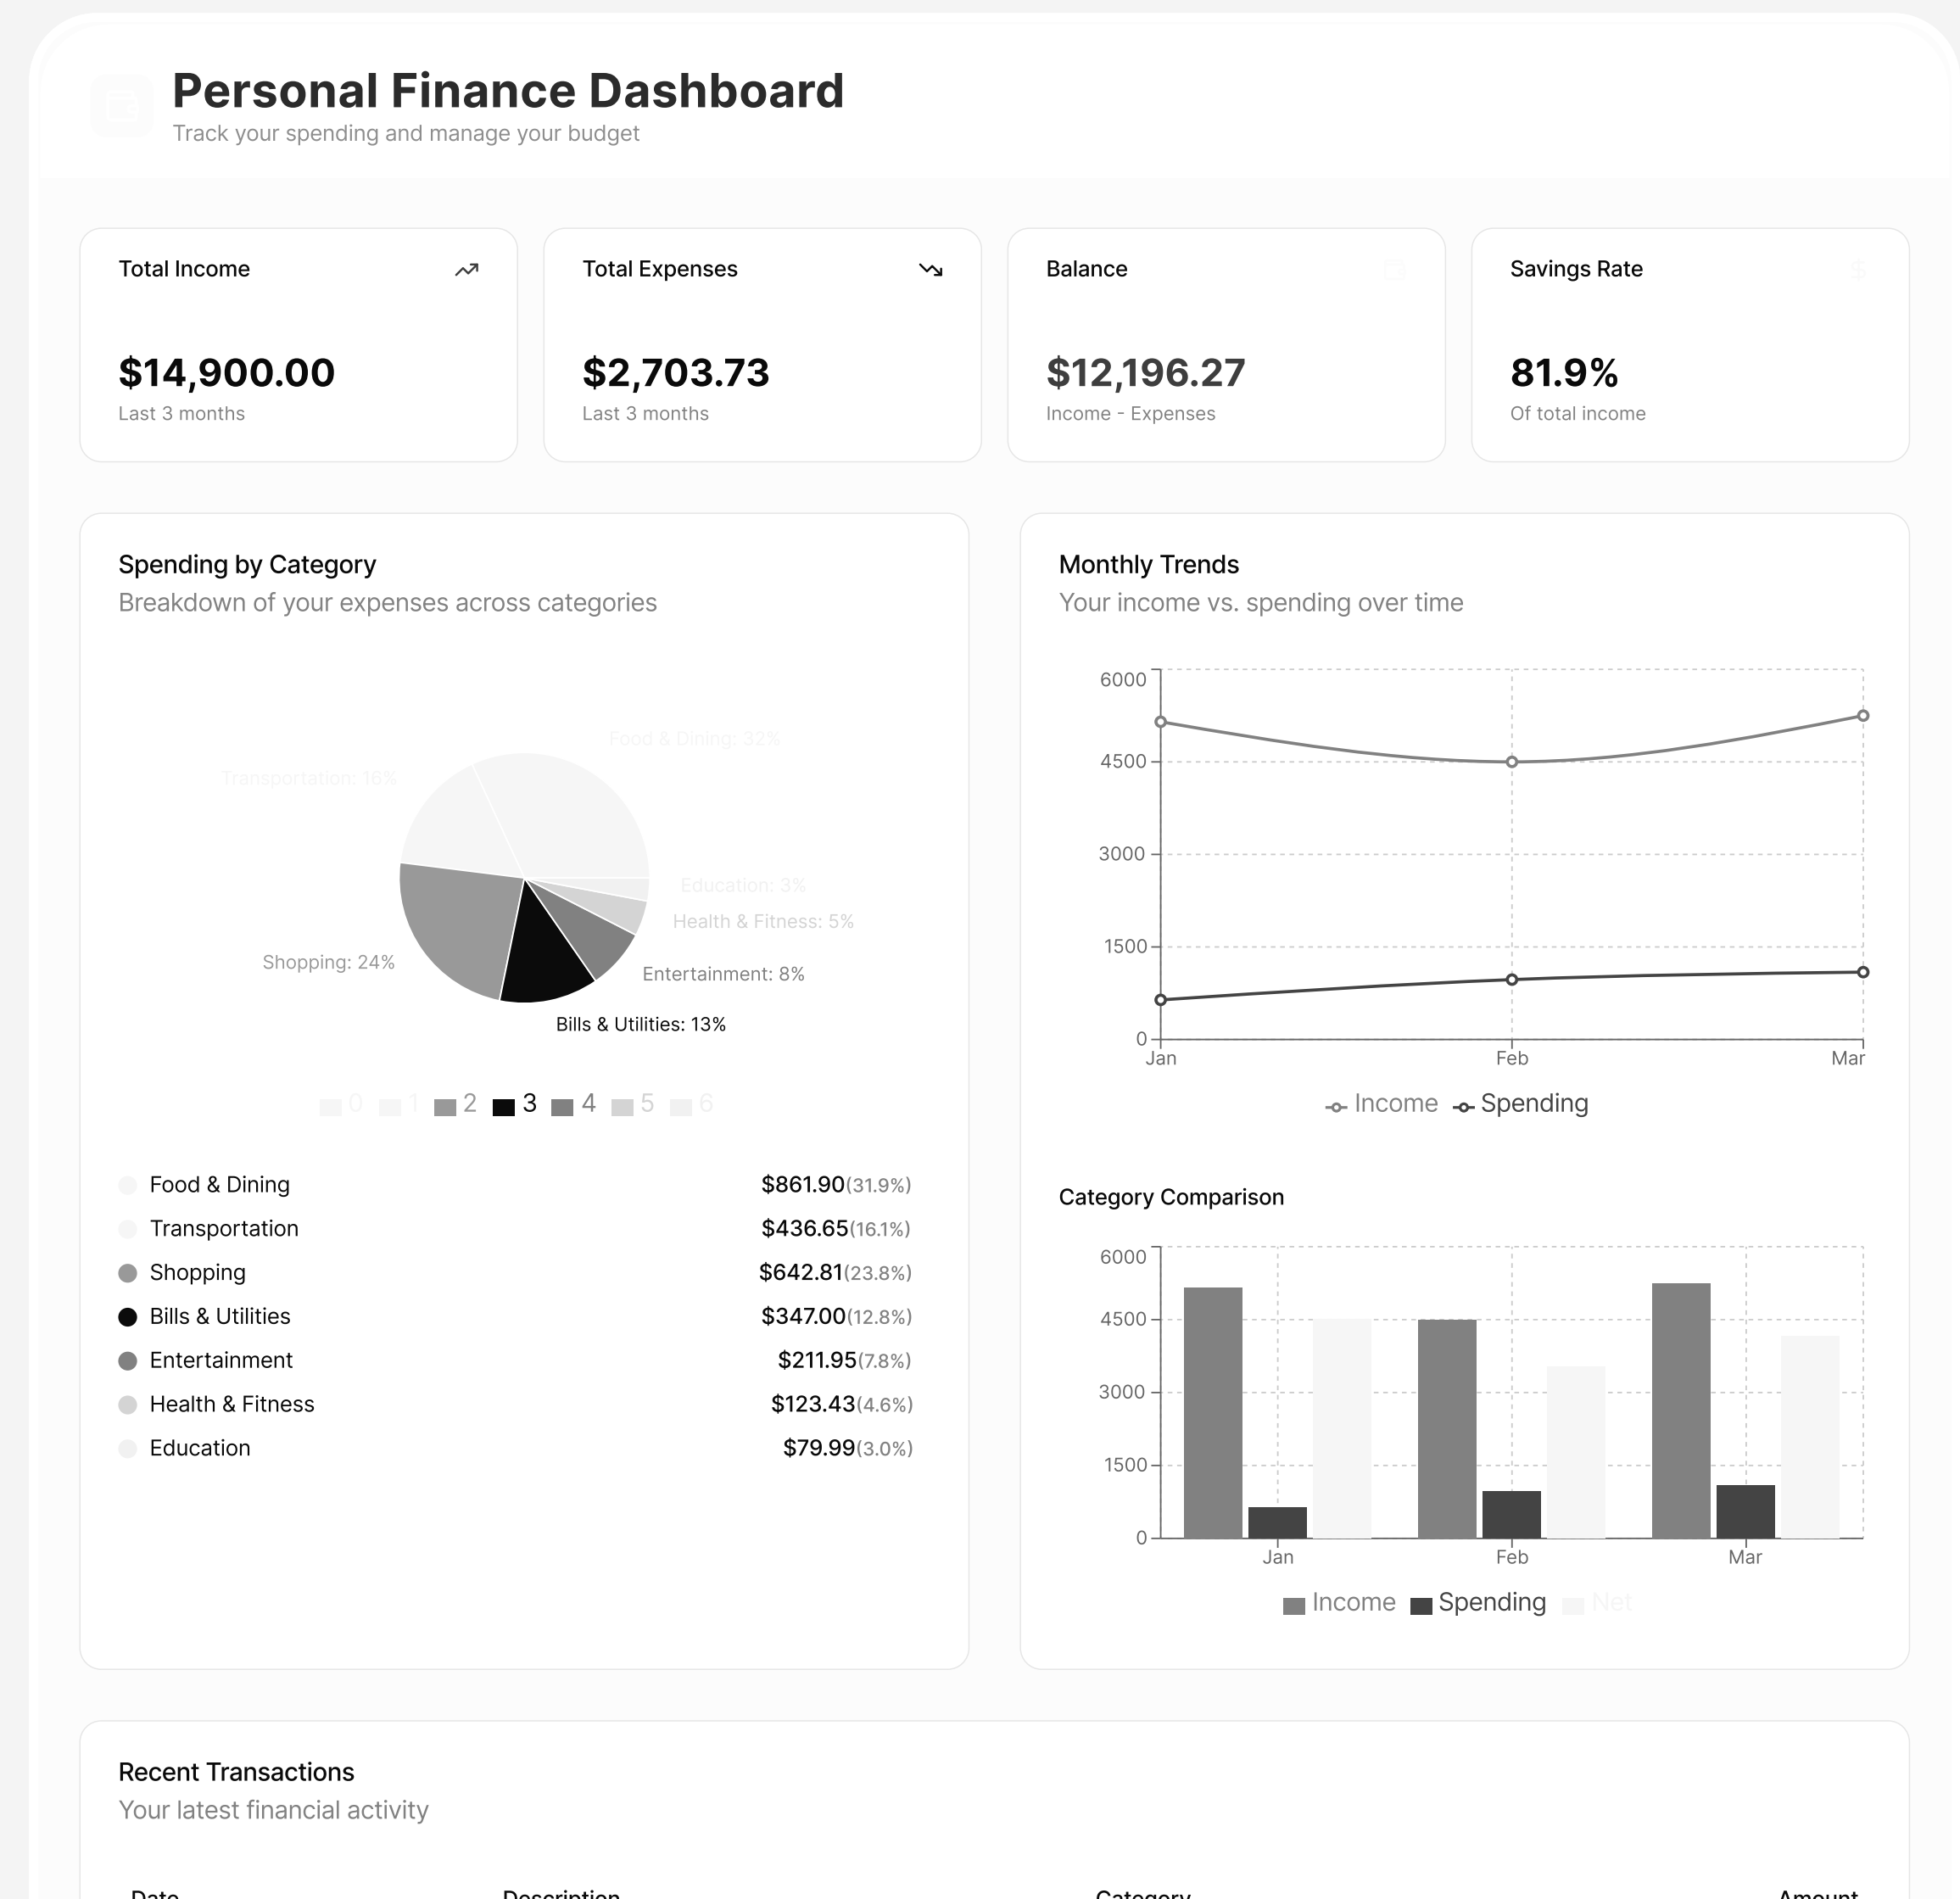 Personal Finance Dashboard
Track your spending and manage your budget
Total Income
$14,900.00
Last 3 months
Total Expenses
$2,703.73
Last 3 months
Balance
$12,196.27
Income - Expenses
Savings Rate
$
81.9%
Of total income
Spending by Category
Breakdown of your expenses across categories
Food & Dining: 32%
Transportation: 16%
Education: 3%
Health & Fitness: 5%
Shopping: 24%
Entertainment: 8%
Bills & Utilities: 13%
0 1 2 3 4 5 6
Food & Dining $861.90(31.9%)
Transportation $436.65(16.1%)
Shopping $642.81(23.8%)
Bills & Utilities $347.00(12.8%)
Entertainment $211.95(7.8%)
Health & Fitness $123.43(4.6%)
Education $79.99(3.0%)
Monthly Trends
Your income vs. spending over time
6000
4500
3000
1500
0
Jan Feb Mar
Income Spending
Category Comparison
6000
4500
3000
1500
0
Jan Feb Mar
Income Spending Net
Recent Transactions
Your latest financial activity
Date Description Category Amount